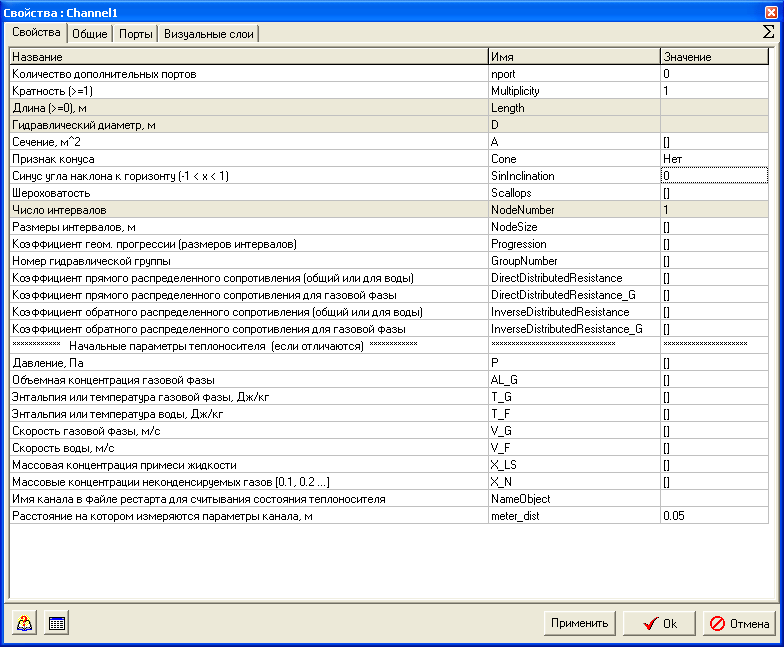 Свойства : Channel1
Свойства Общие Порты Визуальные слои Σ
Название Имя Значение
Количество дополнительных портов nport 0
Кратность (>=1) Multiplicity 1
Длина (>=0), м Length
Гидравлический диаметр, м D
Сечение, м^2 A []
Признак конуса Cone Нет
Синус угла наклона к горизонту (-1 < x < 1) SinInclination 0
Шероховатость Scallops []
Число интервалов NodeNumber 1
Размеры интервалов, м NodeSize []
Коэффициент геом. прогрессии (размеров интервалов) Progression []
Номер гидравлической группы GroupNumber []
Коэффициент прямого распределенного сопротивления (общий или для воды) DirectDistributedResistance []
Коэффициент прямого распределенного сопротивления для газовой фазы DirectDistributedResistance_G []
Коэффициент обратного распределенного сопротивления (общий или для воды) InverseDistributedResistance []
Коэффициент обратного распределенного сопротивления для газовой фазы InverseDistributedResistance_G []
************ Начальные параметры теплоносителя (если отличаются) ************ ******************************* *********************
Давление, Па P []
Объемная концентрация газовой фазы AL_G []
Энтальпия или температура газовой фазы, Дж/кг T_G []
Энтальпия или температура воды, Дж/кг T_F []
Скорость газовой фазы, м/с V_G []
Скорость воды, м/с V_F []
Массовая концентрация примеси жидкости X_LS []
Массовые концентрации неконденсируемых газов [0.1, 0.2 ...] X_N []
Имя канала в файле рестарта для считывания состояния теплоносителя NameObject
Расстояние на котором измеряются параметры канала, м meter_dist 0.05
Применить Ok Отмена